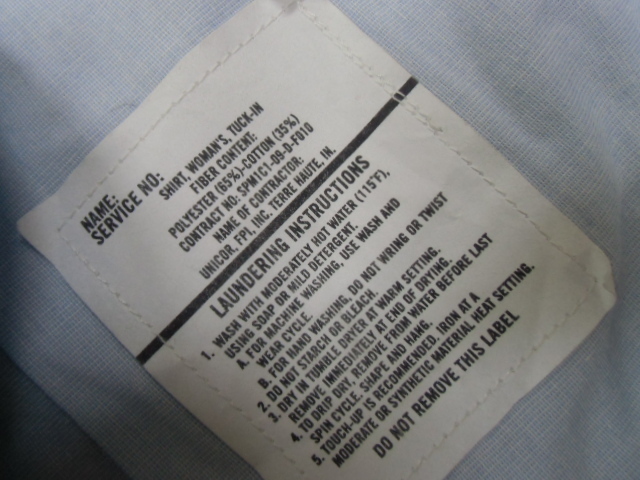 NAME:
SERVICE NO:
SHIRT, WOMAN'S, TUCK-IN
FIBER CONTENT:
POLYESTER (65%)-COTTON (35%)
CONTRACT NO: SPM1C1-09-D-F010
NAME OF CONTRACTOR:
UNICOR, FPI, INC. TERRE HAUTE, IN.
LAUNDERING INSTRUCTIONS
1. WASH WITH MODERATELY HOT WATER (115°F),
USING SOAP OR MILD DETERGENT.
A. FOR MACHINE WASHING, USE WASH AND
WEAR CYCLE.
B. FOR HAND WASHING, DO NOT WIRING OR TWIST
2. DO NOT STARCH OR BLEACH.
3. DRY IN TUMBLE DRYER AT WARM SETTING.
REMOVE IMMEDIATELY AT END OF DRYING.
4. TO DRIP DRY, REMOVE FROM WATER BEFORE LAST
SPIN CYCLE, SHAPE AND HANG.
5. TOUCH-UP IS RECOMMENDED, IRON AT A
MODERATE OR SYNTHETIC MATERIAL HEAT SETTING.
DO NOT REMOVE THIS LABEL